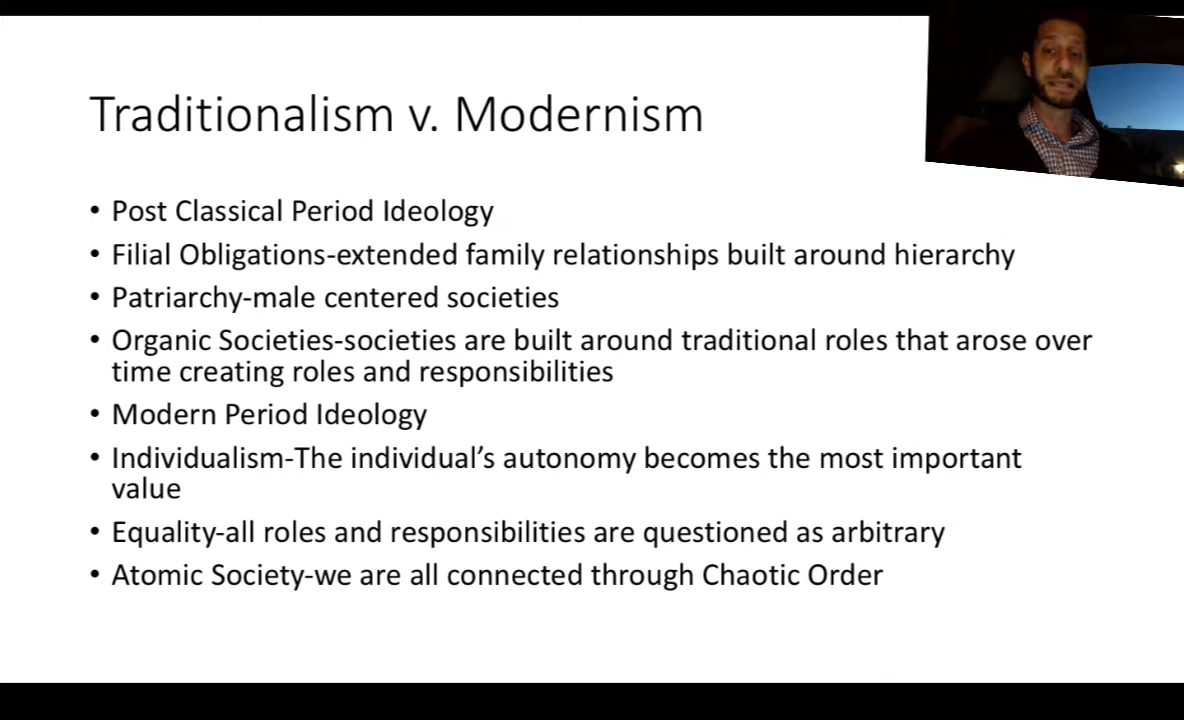 Traditionalism v. Modernism
• Post Classical Period Ideology
• Filial Obligations-extended family relationships built around hierarchy
• Patriarchy-male centered societies
• Organic Societies-societies are built around traditional roles that arose over
time creating roles and responsibilities
• Modern Period Ideology
• Individualism-The individual’s autonomy becomes the most important
value
• Equality-all roles and responsibilities are questioned as arbitrary
• Atomic Society-we are all connected through Chaotic Order